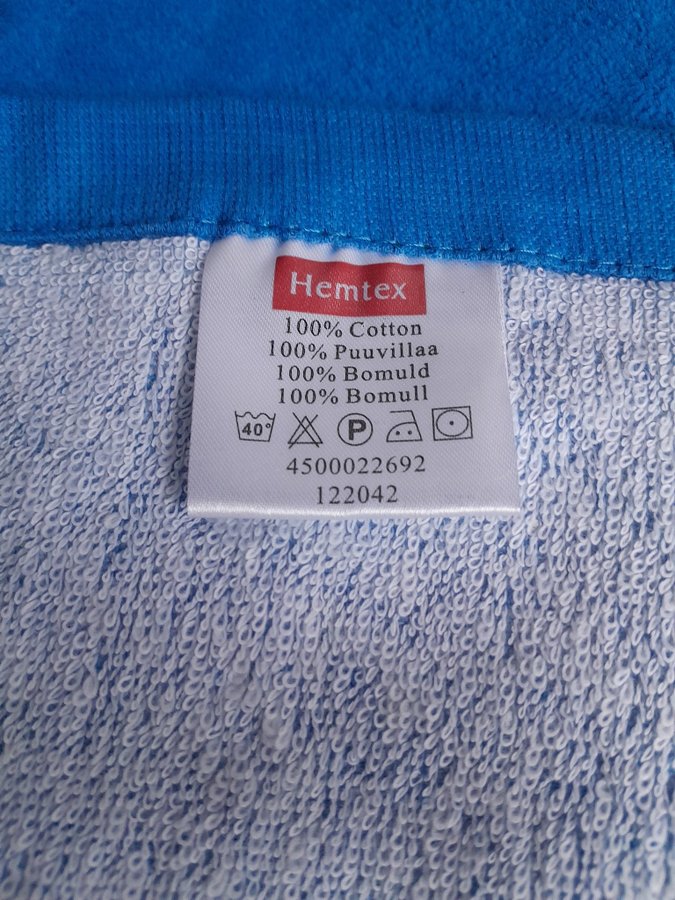 Hemtex
100% Cotton
100% Puuvillaa
100% Bomuld
100% Bomull
40° P
4500022692
122042